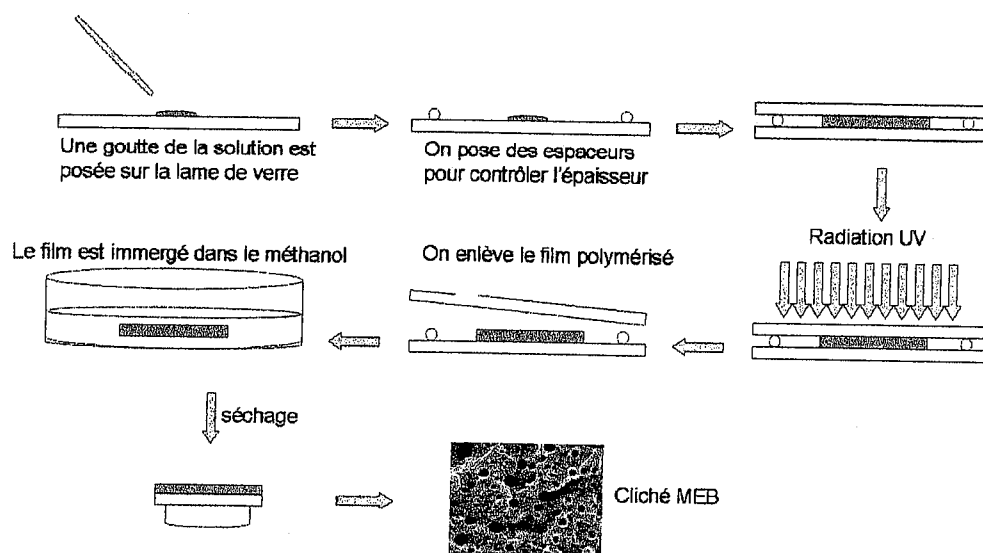 Une goutte de la solution est
posée sur la lame de verre
On pose des espaceurs
pour contrôler l'épaisseur
Radiation UV
On enlève le film polymérisé
Le film est immergé dans le méthanol
séchage
Cliché MEB